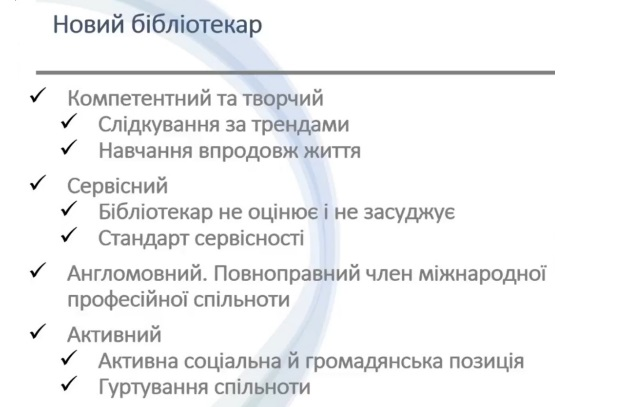 Новий бібліотекар
✓ Компетентний та творчий
✓ Слідкування за трендами
✓ Навчання впродовж життя
✓ Сервісний
✓ Бібліотекар не оцінює і не засуджує
✓ Стандарт сервісності
✓ Англомовний. Повноправний член міжнародної
професійної спільноти
✓ Активний
✓ Активна соціальна й громадянська позиція
✓ Гуртування спільноти